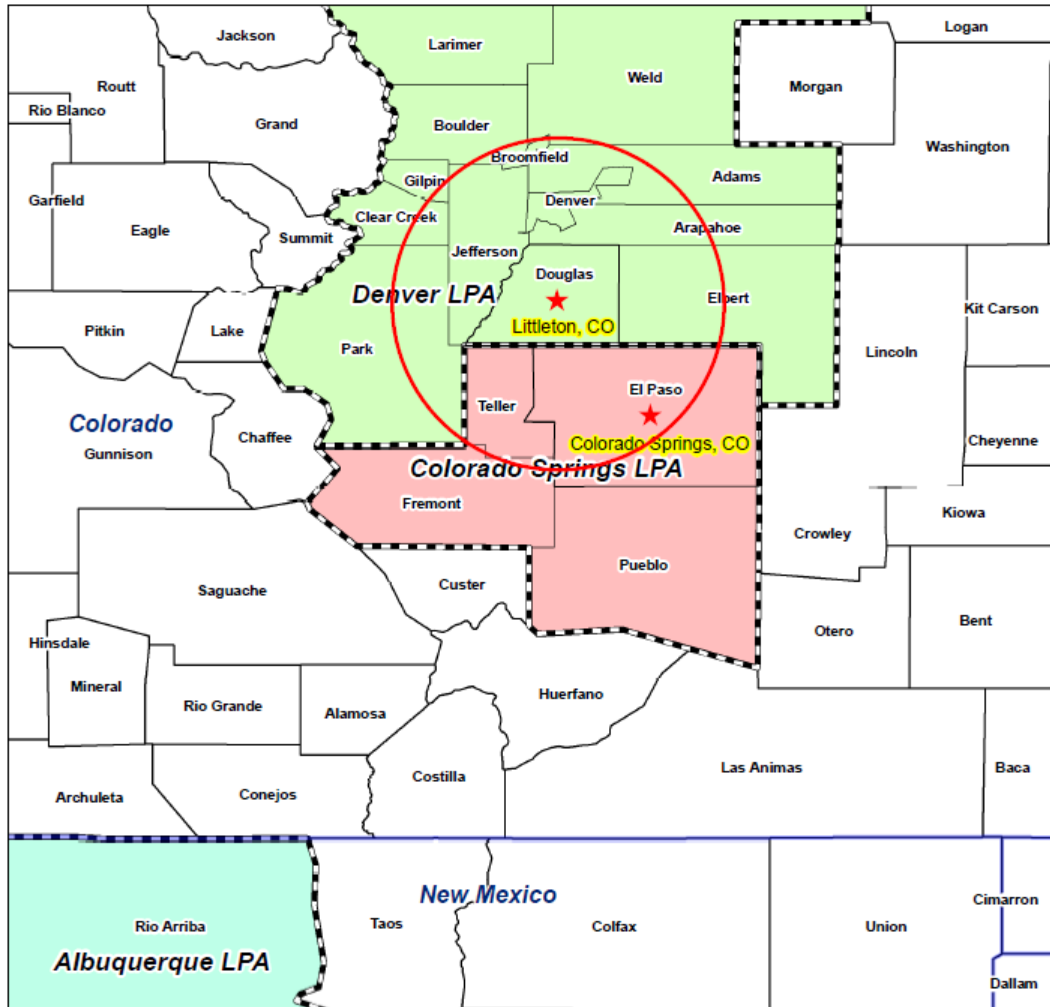 Logan
Jackson
Larimer
Weld
Routt
Morgan
Rio Blanco
Grand
Boulder
Washington
Broomfield
Gilpin
Adams
Garfield
Denver
Clear Creek
Eagle
Summit
Arapahoe
Jefferson
Douglas
Denver LPA
Elbert
Kit Carson
Littleton, CO
Pitkin
Lake
Park
Lincoln
El Paso
Teller
Colorado
Chaffee
Colorado Springs, CO
Cheyenne
Gunnison
Colorado Springs LPA
Fremont
Kiowa
Crowley
Pueblo
Custer
Saguache
Bent
Otero
Hinsdale
Mineral
Huerfano
Rio Grande
Alamosa
Las Animas
Baca
Costilla
Conejos
Archuleta
New Mexico
Cimarron
Rio Arriba
Taos
Colfax
Union
Albuquerque LPA
Dallam